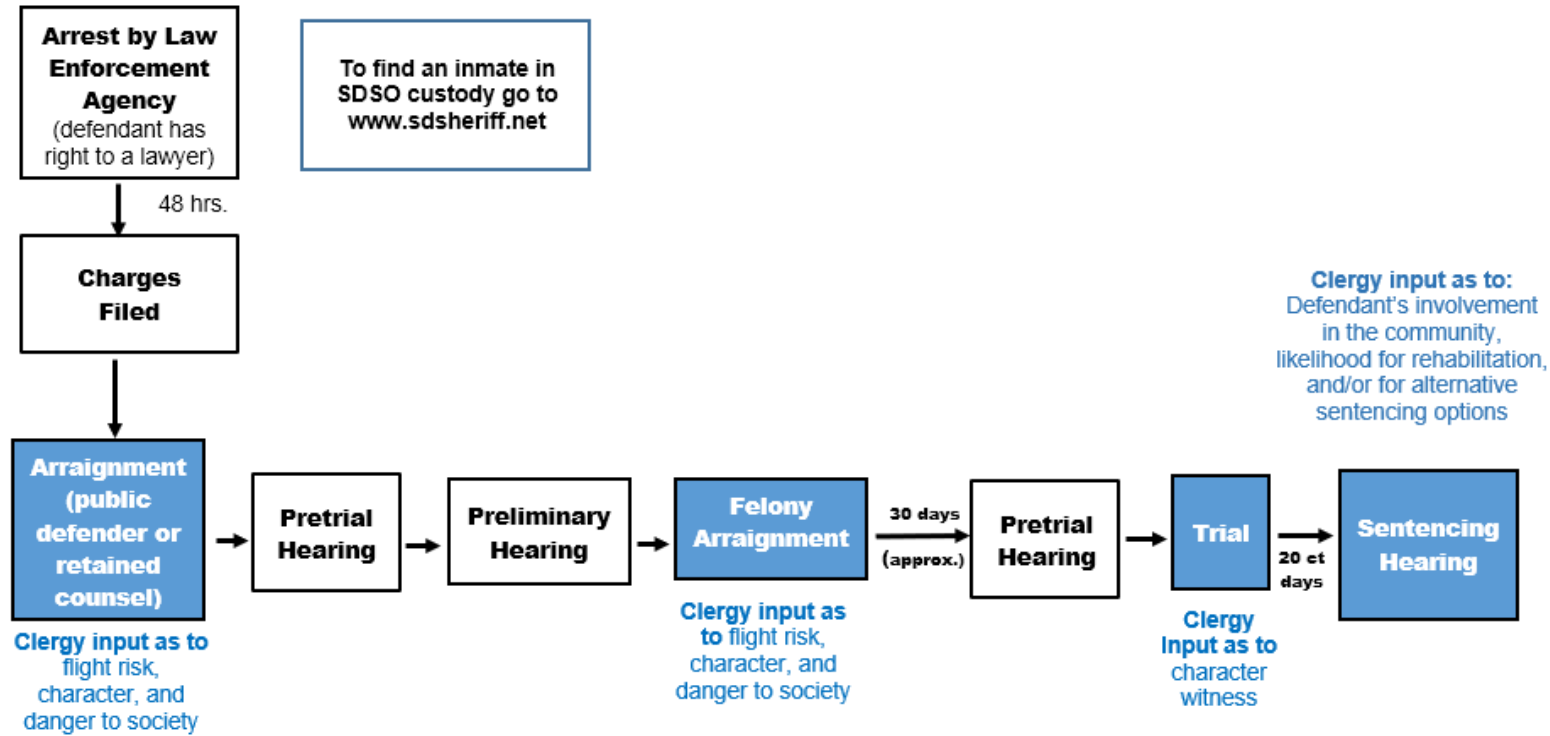 Arrest by Law
Enforcement
Agency
(defendant has
right to a lawyer)
To find an inmate in
SDSO custody go to
www.sdsheriff.net
48 hrs.
Charges
Filed
Clergy input as to:
Defendant's involvement
in the community,
likelihood for rehabilitation,
and/or for alternative
sentencing options
Arraignment
(public
defender or
retained
counsel)
Clergy input as to
flight risk,
character, and
danger to society
Pretrial
Hearing
Preliminary
Hearing
Felony
Arraignment
Clergy input as
to flight risk,
character, and
danger to society
30 days
(approx.)
Pretrial
Hearing
Trial
Clergy
Input as to
character
witness
20 ct
days
Sentencing
Hearing